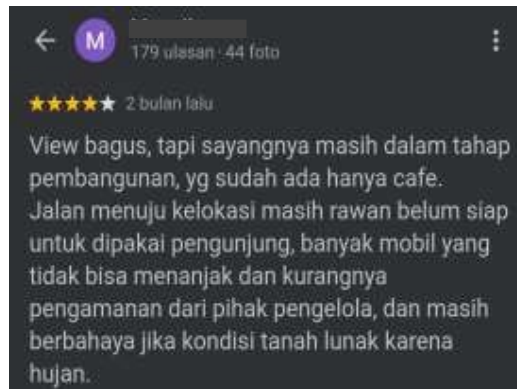 M
179 ulasan · 44 foto
2 bulan lalu
View bagus, tapi sayangnya masih dalam tahap
pembangunan, yg sudah ada hanya cafe.
Jalan menuju kelokasi masih rawan belum siap
untuk dipakai pengunjung, banyak mobil yang
tidak bisa menanjak dan kurangnya
pengamanan dari pihak pengelola, dan masih
berbahaya jika kondisi tanah lunak karena
hujan.